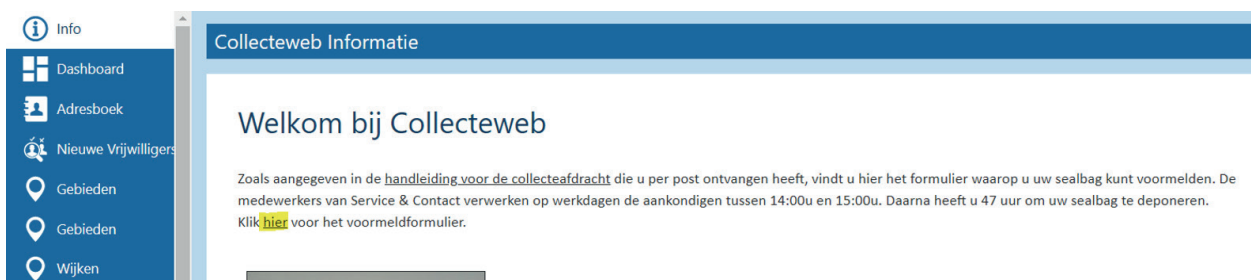 Info
Dashboard
Adresboek
Nieuwe Vrijwilligers
Gebieden
Gebieden
Wijken
Collecteweb Informatie
Welkom bij Collecteweb
Zoals aangegeven in de handleiding voor de collecteafdracht die u per post ontvangen heeft, vindt u hier het formulier waarop u uw sealbag kunt voormelden. De
medewerkers van Service & Contact verwerken op werkdagen de aankondigen tussen 14:00u en 15:00u. Daarna heeft u 47 uur om uw sealbag te deponeren.
Klik hier voor het voormeldformulier.